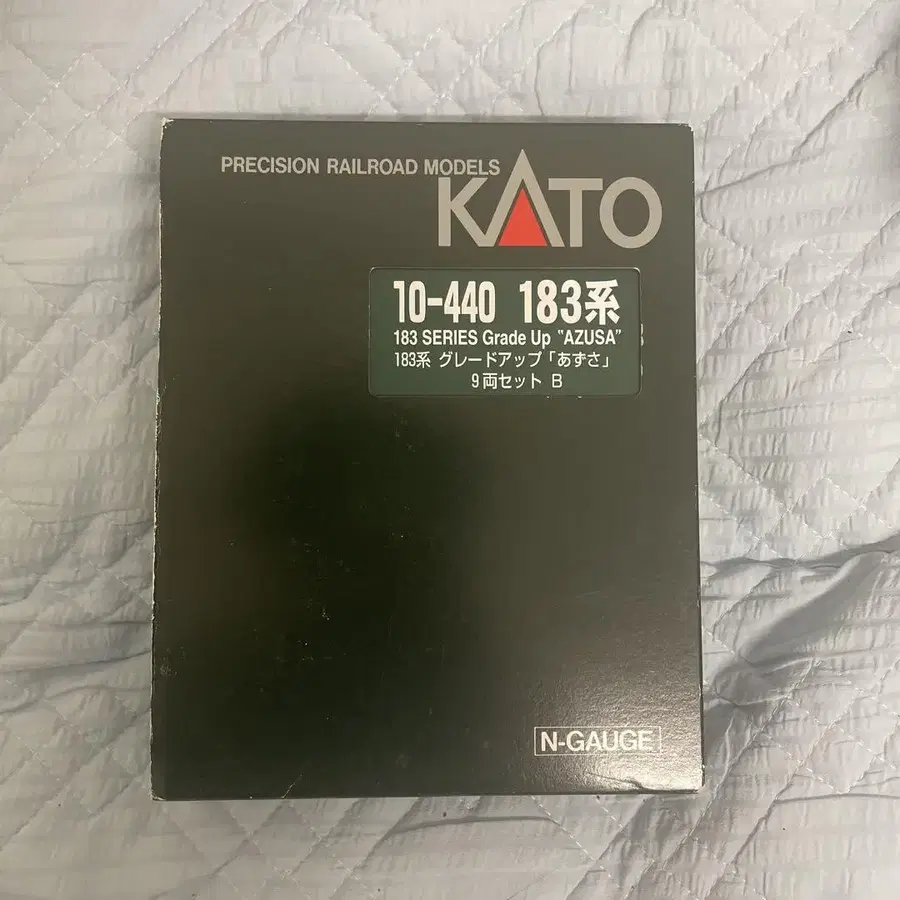 PRECISION RAILROAD MODELS
KATO
10-440 183系
183 SERIES Grade Up "AZUSA"
183系 グレードアップ「あずさ」
9両セット B
N-GAUGE